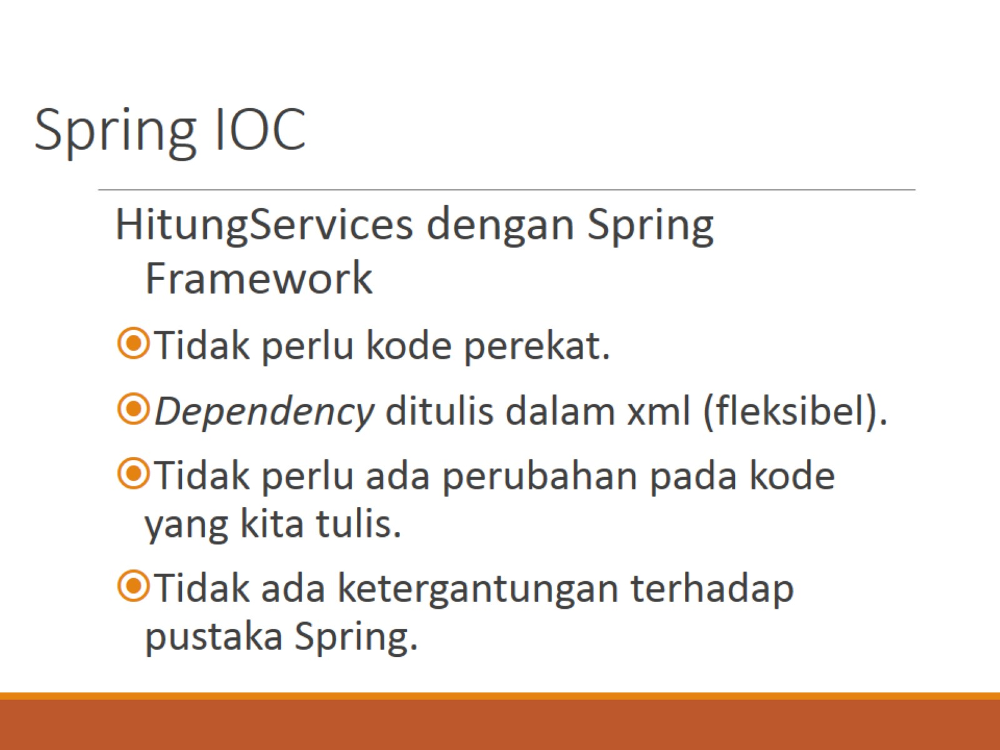 Spring IOC
HitungServices dengan Spring
Framework
Tidak perlu kode perekat.
Dependency ditulis dalam xml (fleksibel).
Tidak perlu ada perubahan pada kode
yang kita tulis.
Tidak ada ketergantungan terhadap
pustaka Spring.